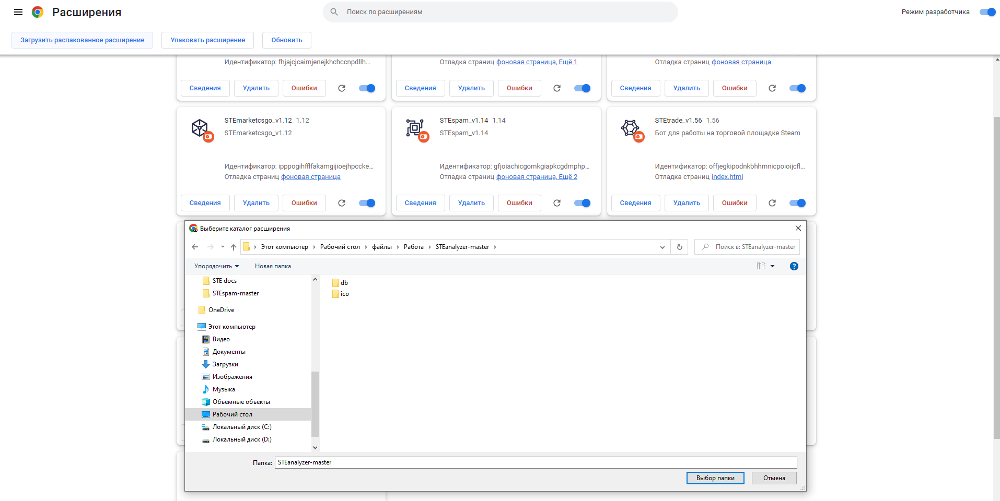 Расширения
Поиск по расширениям
Режим разработчика
Загрузить распакованное расширение
Упаковать расширение
Обновить
Идентификатор: fhjajcjcaimjenejkhchccnpdllh...
Отладка страниц фоновая страница, Ещё 1
Отладка страниц фоновая страница
Сведения Удалить Ошибки
Сведения Удалить Ошибки
Сведения Удалить Ошибки
STEmarketcsgo_v1.12 1.12
STEmarketcsgo_v1.12
Идентификатор: ipppogihfflfakamgijioejhpccke...
Отладка страниц фоновая страница
Сведения Удалить Ошибки
STEspam_v1.14 1.14
STEspam_v1.14
Идентификатор: gfjoiachicgomkgiapkcgdmphp...
Отладка страниц фоновая страница, Ещё 2
Сведения Удалить Ошибки
STEtrade_v1.56 1.56
Бот для работы на торговой площадке Steam
Идентификатор: offjegkipodnkbhhmnicpoioijcfl...
Отладка страниц index.html
Сведения Удалить Ошибки
Выберите каталог расширения
Этот компьютер › Рабочий стол › файлы › Работа › STEanalyzer-master ›
Поиск в: STEanalyzer-master
Упорядочить
Новая папка
STE docs
STEspam-master
OneDrive
Этот компьютер
Видео
Документы
Загрузки
Изображения
Музыка
Объемные объекты
Рабочий стол
Локальный диск (C:)
Локальный диск (D:)
db
ico
Папка: STEanalyzer-master
Выбор папки
Отмена